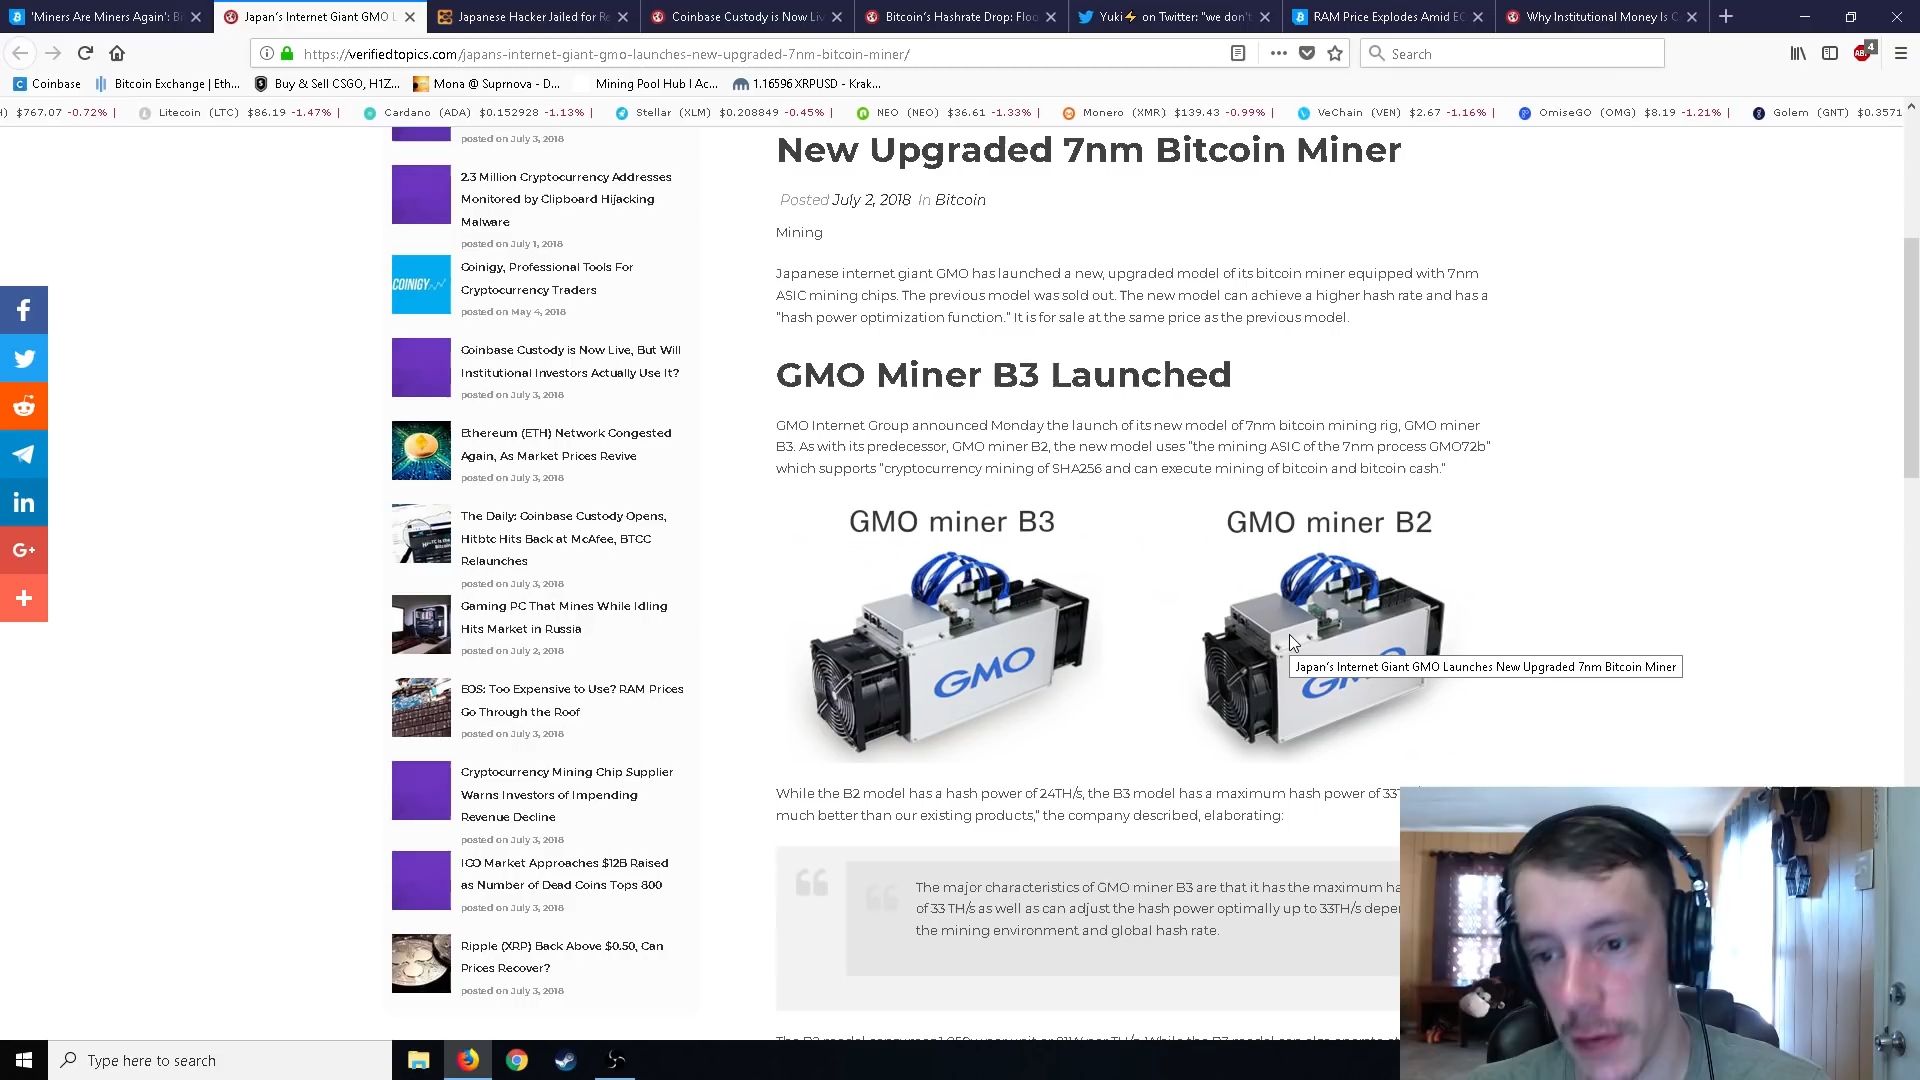 'Miners Are Miners Again': B
Japan's Internet Giant GMO L
Japanese Hacker Jailed for Re
Coinbase Custody is Now Liv
Bitcoin's Hashrate Drop: Floo
Yuki⚡ on Twitter: "we don't
RAM Price Explodes Amid EO
Why Institutional Money Is C
https://verifiedtopics.com/japans-internet-giant-gmo-launches-new-upgraded-7nm-bitcoin-miner/
Search
4
Coinbase
Bitcoin Exchange | Eth...
Buy & Sell CSGO, H1Z...
Mona @ Suprnova - D...
Mining Pool Hub l Ac...
1.16596 XRPUSD - Krak...
H) $767.07 -0.72% | Litecoin (LTC) $86.19 -1.47% | Cardano (ADA) $0.152928 -1.13% | Stellar (XLM) $0.208849 -0.45% | NEO (NEO) $36.61 -1.33% | Monero (XMR) $139.43 -0.99% | VeChain (VEN) $2.67 -1.16% | OmiseGO (OMG) $8.19 -1.21% | Golem (GNT) $0.3571
posted on July 3, 2018
2.3 Million Cryptocurrency Addresses
Monitored by Clipboard Hijacking
Malware
posted on July 1, 2018
COINIGY
Coinigy, Professional Tools For
Cryptocurrency Traders
posted on May 4, 2018
Coinbase Custody is Now Live, But Will
Institutional Investors Actually Use It?
posted on July 3, 2018
Ethereum (ETH) Network Congested
Again, As Market Prices Revive
posted on July 3, 2018
The Daily: Coinbase Custody Opens,
Hitbtc Hits Back at McAfee, BTCC
Relaunches
posted on July 3, 2018
Gaming PC That Mines While Idling
Hits Market in Russia
posted on July 2, 2018
EOS: Too Expensive to Use? RAM Prices
Go Through the Roof
posted on July 3, 2018
Cryptocurrency Mining Chip Supplier
Warns Investors of Impending
Revenue Decline
posted on July 3, 2018
ICO Market Approaches $12B Raised
as Number of Dead Coins Tops 800
posted on July 3, 2018
Ripple (XRP) Back Above $0.50, Can
Prices Recover?
posted on July 3, 2018
New Upgraded 7nm Bitcoin Miner
Posted July 2, 2018 In Bitcoin
Mining
Japanese internet giant GMO has launched a new, upgraded model of its bitcoin miner equipped with 7nm
ASIC mining chips. The previous model was sold out. The new model can achieve a higher hash rate and has a
"hash power optimization function." It is for sale at the same price as the previous model.
GMO Miner B3 Launched
GMO Internet Group announced Monday the launch of its new model of 7nm bitcoin mining rig, GMO miner
B3. As with its predecessor, GMO miner B2, the new model uses "the mining ASIC of the 7nm process GMO72b"
which supports "cryptocurrency mining of SHA256 and can execute mining of bitcoin and bitcoin cash."
GMO miner B3
GMO miner B2
GMO
Japan's Internet Giant GMO Launches New Upgraded 7nm Bitcoin Miner
While the B2 model has a hash power of 24TH/s, the B3 model has a maximum hash power of
much better than our existing products," the company described, elaborating:
The major characteristics of GMO miner B3 are that it has the maximum
of 33 TH/s as well as can adjust the hash power optimally up to 33TH/s
the mining environment and global hash rate.
Type here to search